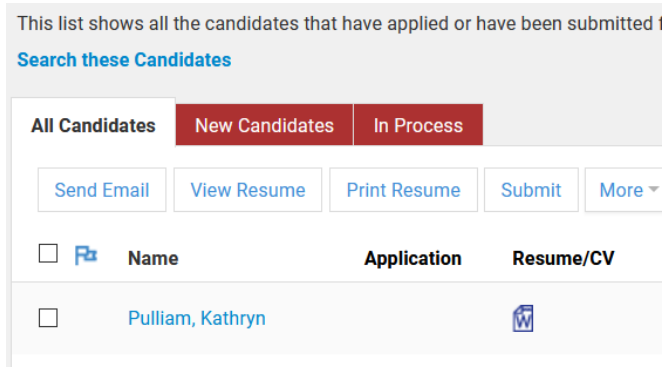 This list shows all the candidates that have applied or have been submitted f
Search these Candidates
All Candidates New Candidates In Process
Send Email View Resume Print Resume Submit More
Name Application Resume/CV
Pulliam, Kathryn
W